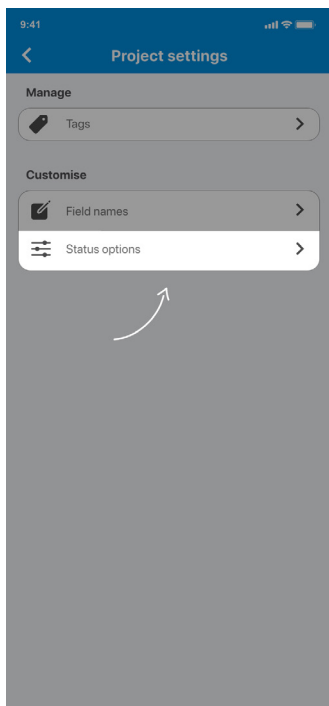 9:41
Project settings
Manage
Tags
Customise
Field names
Status options